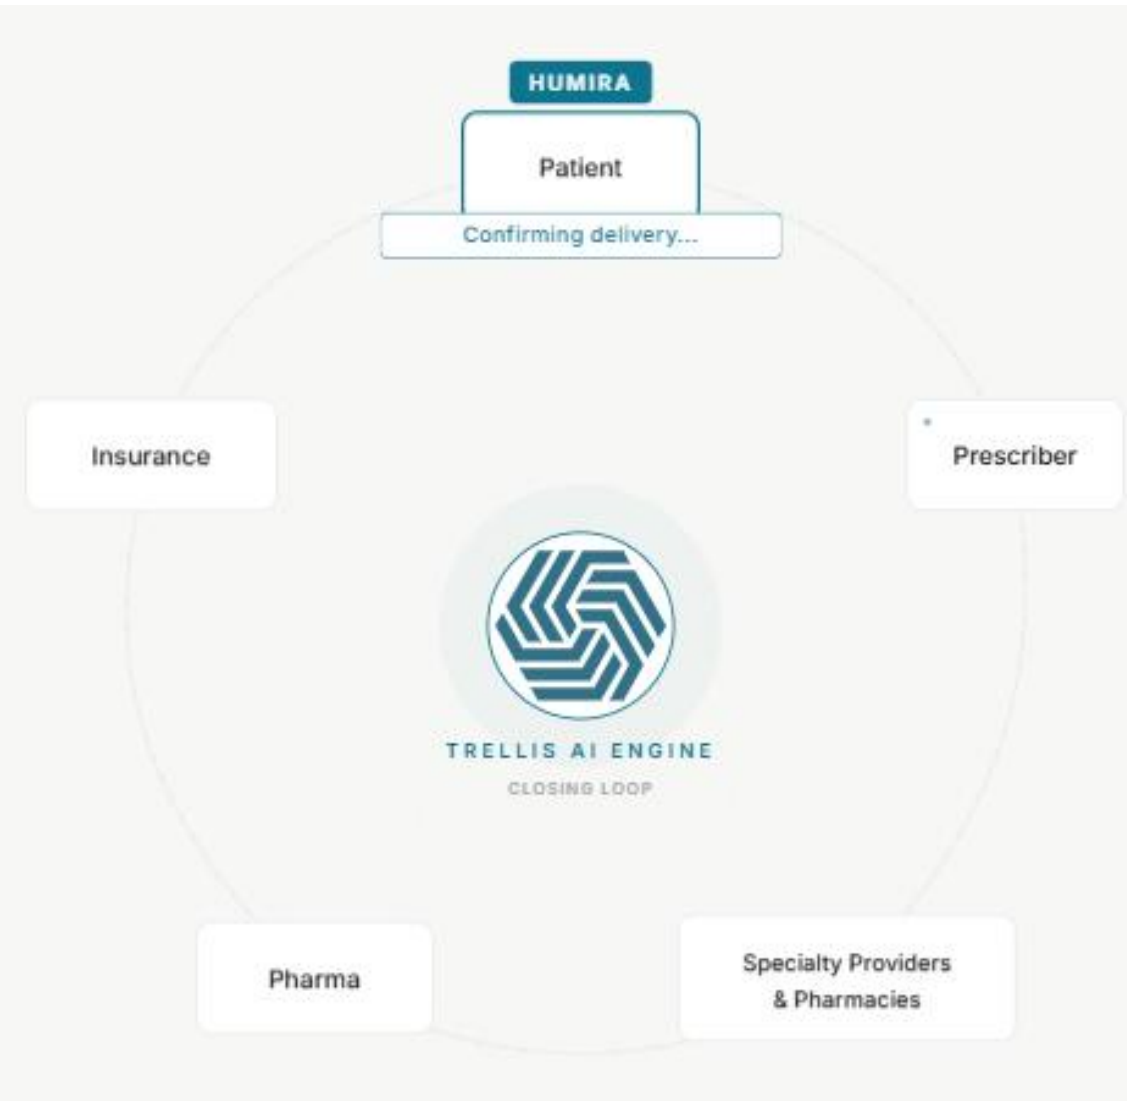 HUMIRA
Patient
Confirming delivery...
Insurance
Prescriber
TRELLIS AI ENGINE
CLOSING LOOP
Pharma
Specialty Providers
& Pharmacies